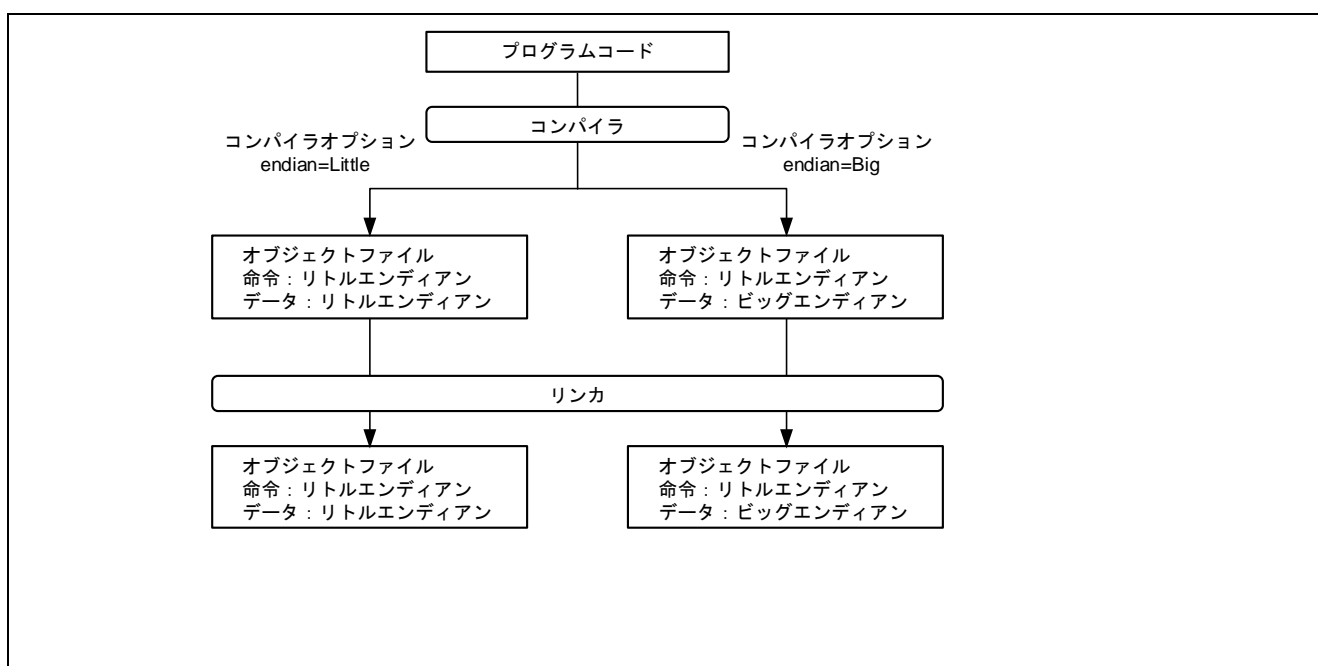 プログラムコード
コンパイラ
コンパイラオプション
endian=Little
コンパイラオプション
endian=Big
オブジェクトファイル
命令：リトルエンディアン
データ：リトルエンディアン
オブジェクトファイル
命令：リトルエンディアン
データ：ビッグエンディアン
リンカ
オブジェクトファイル
命令：リトルエンディアン
データ：リトルエンディアン
オブジェクトファイル
命令：リトルエンディアン
データ：ビッグエンディアン